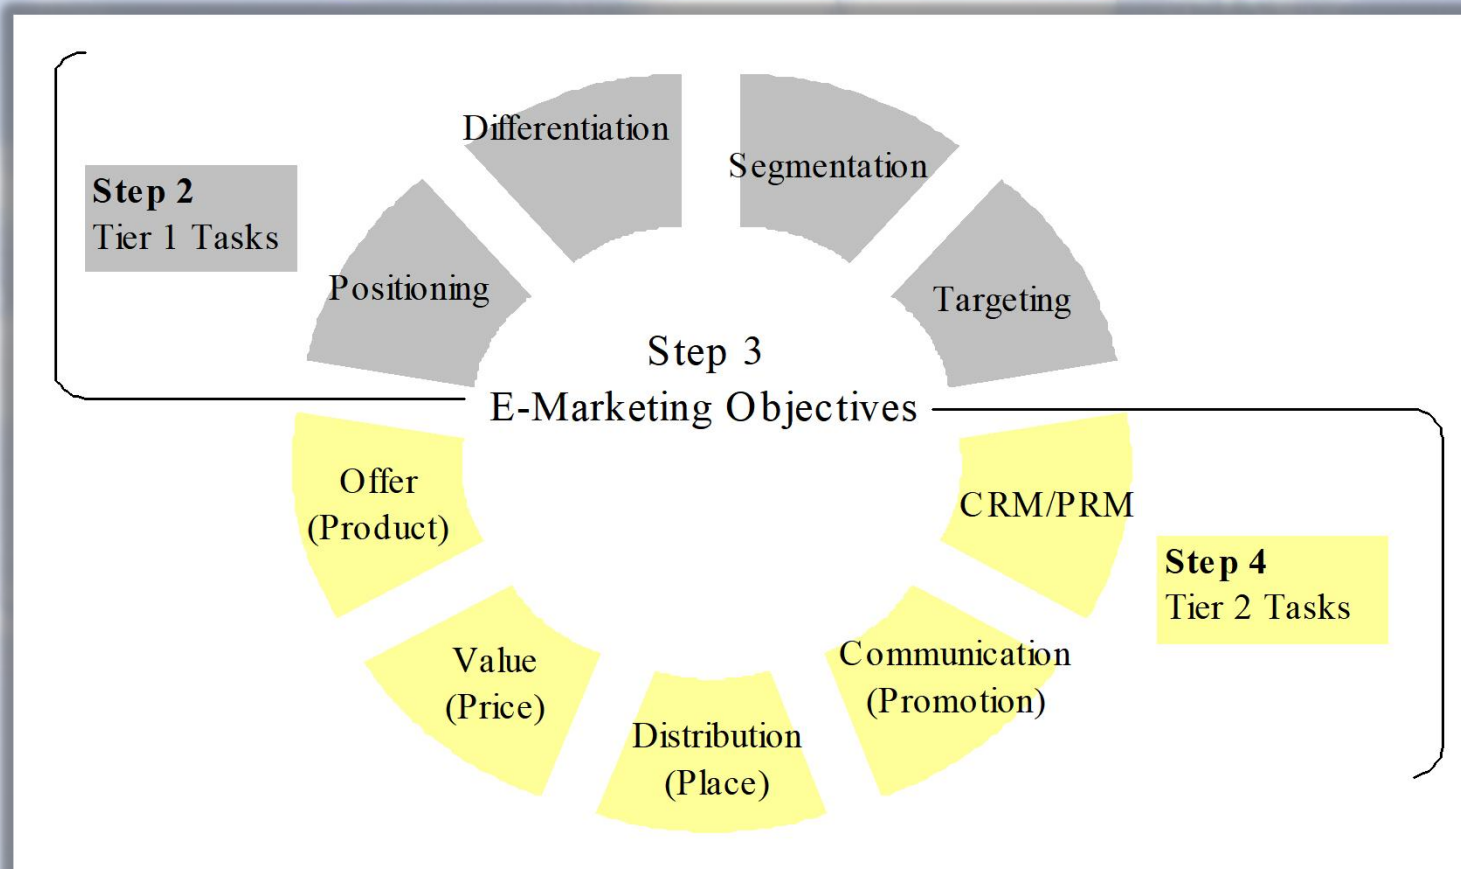 Differentiation
Segmentation
Step 2
Tier 1 Tasks
Positioning
Targeting
Step 3
E-Marketing Objectives
Offer
(Product)
CRM/PRM
Step 4
Tier 2 Tasks
Value
(Price)
Communication
(Promotion)
Distribution
(Place)